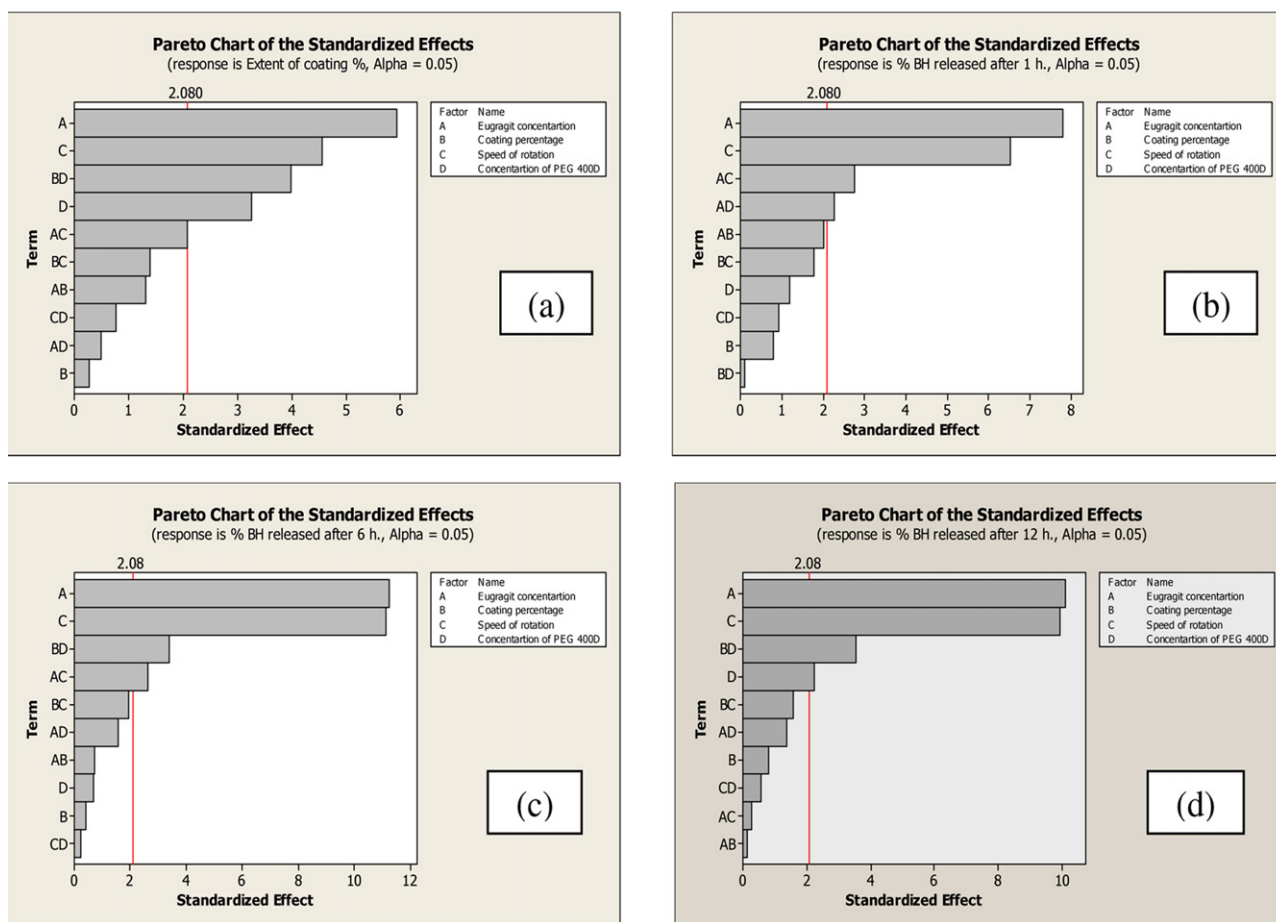 Pareto Chart of the Standardized Effects
(response is Extent of coating %, Alpha = 0.05)
2.080
Factor Name
A Eugragit concentartion
B Coating percentage
C Speed of rotation
D Concentartion of PEG 400D
Term
A
C
BD
D
AC
BC
AB
CD
AD
B
0 1 2 3 4 5 6
Standardized Effect
(a)
Pareto Chart of the Standardized Effects
(response is % BH released after 1 h., Alpha = 0.05)
2.080
Factor Name
A Eugragit concentartion
B Coating percentage
C Speed of rotation
D Concentartion of PEG 400D
Term
A
C
AC
AD
AB
BC
D
CD
B
BD
0 1 2 3 4 5 6 7 8
Standardized Effect
(b)
Pareto Chart of the Standardized Effects
(response is % BH released after 6 h., Alpha = 0.05)
2.08
Factor Name
A Eugragit concentartion
B Coating percentage
C Speed of rotation
D Concentartion of PEG 400D
Term
A
C
BD
AC
BC
AD
AB
D
B
CD
0 2 4 6 8 10 12
Standardized Effect
(c)
Pareto Chart of the Standardized Effects
(response is % BH released after 12 h., Alpha = 0.05)
2.08
Factor Name
A Eugragit concentartion
B Coating percentage
C Speed of rotation
D Concentartion of PEG 400D
Term
A
C
BD
D
BC
AD
B
CD
AC
AB
0 2 4 6 8 10
Standardized Effect
(d)